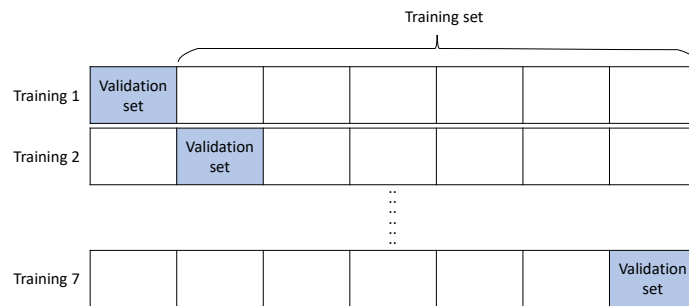 Training set
Training 1
Validation
set
Training 2
Validation
set
Training 7
Validation
set